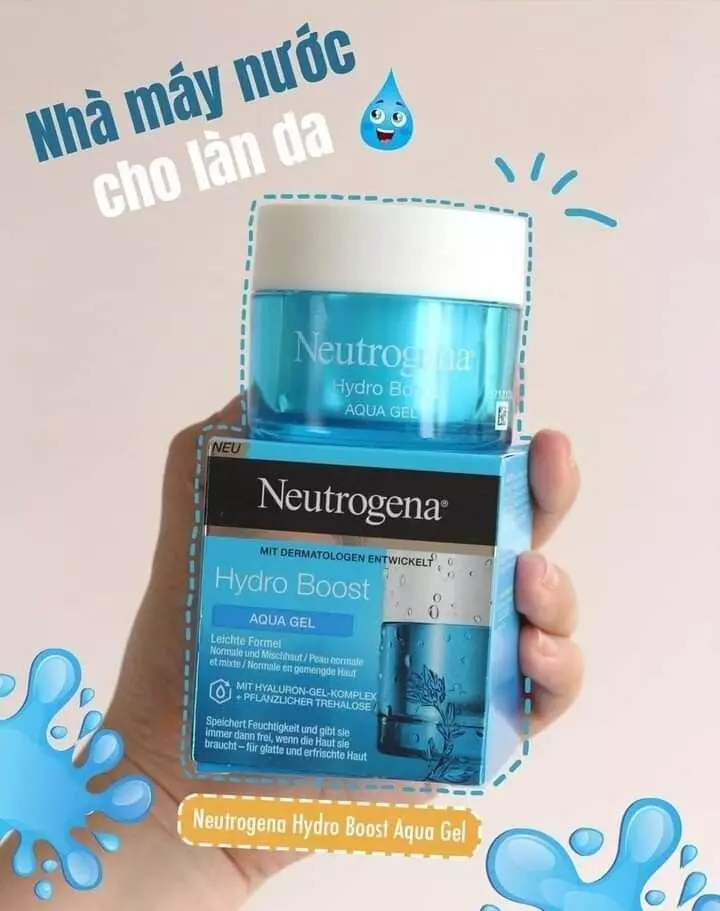 Nhà máy nước
cho làn da
Neutrogena
Hydro Boost
AQUA GEL
NEU
Neutrogena®
MIT DERMATOLOGEN ENTWICKELT
Hydro Boost
AQUA GEL
Leichte Formel
Normale und Mischhaut / Peau normale
et mixte / Normale en gemengde Haut
MIT HYALURON-GEL-KOMPLEX
+ PFLANZLICHER TREHALOSE
Speichert Feuchtigkeit und gibt sie
immer dann frei, wenn die Haut sie
braucht – für glatte und erfrischte Haut
Neutrogena Hydro Boost Aqua Gel